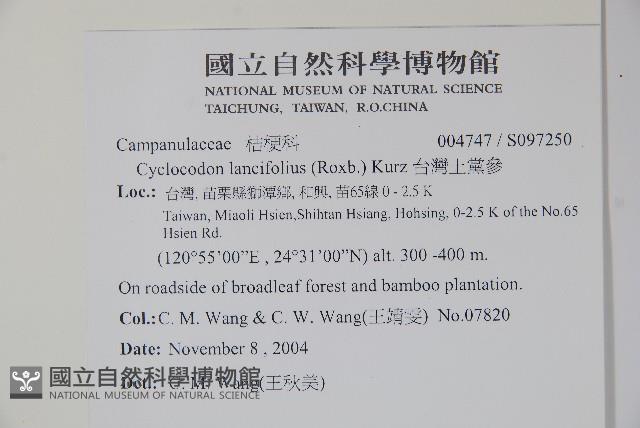 國立自然科學博物館
NATIONAL MUSEUM OF NATURAL SCIENCE
TAICHUNG, TAIWAN, R.O.CHINA
Campanulaceae 桔梗科 004747 / S097250
Cyclocodon lancifolius (Roxb.) Kurz 台灣土黨參
Loc.: 台灣, 苗栗縣獅潭鄉, 和興, 苗65線 0 - 2.5 K
Taiwan, Miaoli Hsien,Shihtan Hsiang, Hohsing, 0-2.5 K of the No.65
Hsien Rd.
(120°55'00"E , 24°31'00"N) alt. 300 -400 m.
On roadside of broadleaf forest and bamboo plantation.
Col.: C. M. Wang & C. W. Wang(王靖雯) No.07820
Date: November 8 , 2004
Det.: C. M. Wang(王秋美)
國立自然科學博物館
NATIONAL MUSEUM OF NATURAL SCIENCE